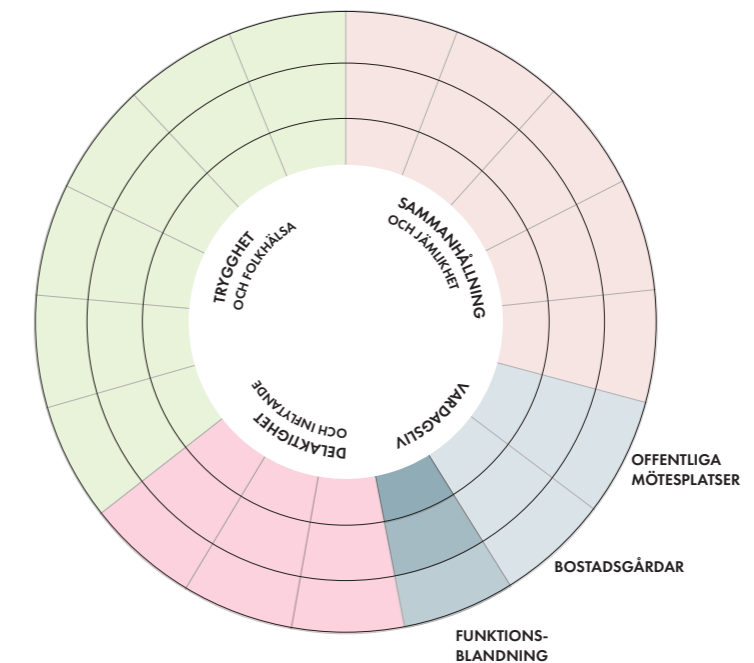 SAMMANHÅLLNING
OCH JÄMLIKHET
TRYGGHET
OCH FOLKHÄLSA
VARDAGSLIV
DELAKTIGHET
OCH INFLYTANDE
OFFENTLIGA
MÖTESPLATSER
BOSTADSGÅRDAR
FUNKTIONS-
BLANDNING